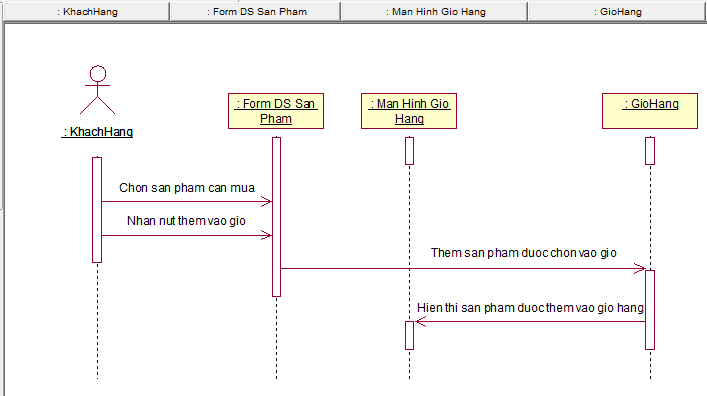 : KhachHang
: Form DS San Pham
: Man Hinh Gio Hang
: GioHang
: KhachHang
: Form DS San
Pham
: Man Hinh Gio
Hang
: GioHang
Chon san pham can mua
Nhan nut them vao gio
Them san pham duoc chon vao gio
Hien thi san pham duoc them vao gio hang